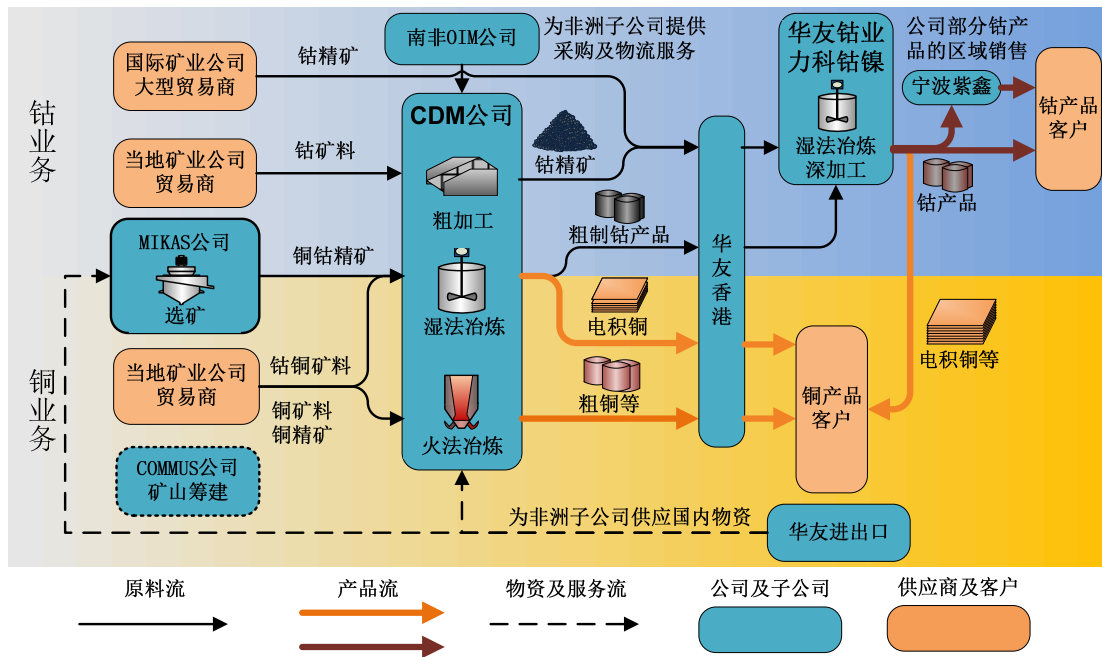 钴业务
铜业务
国际矿业公司
大型贸易商
钴精矿
当地矿业公司
贸易商
钴矿料
MIKAS公司
选矿
铜钴精矿
当地矿业公司
贸易商
钴铜矿料
铜矿料
铜精矿
COMMUS公司
矿山筹建
南非OIM公司
为非洲子公司提供
采购及物流服务
CDM公司
粗加工
湿法冶炼
火法冶炼
钴精矿
粗制钴产品
电积铜
粗铜等
华友香港
华友钴业
力科钴镍
湿法冶炼
深加工
公司部分钴产
品的区域销售
宁波紫鑫
钴产品
钴产品
客户
电积铜等
铜产品
客户
为非洲子公司供应国内物资
华友进出口
原料流
产品流
物资及服务流
公司及子公司
供应商及客户